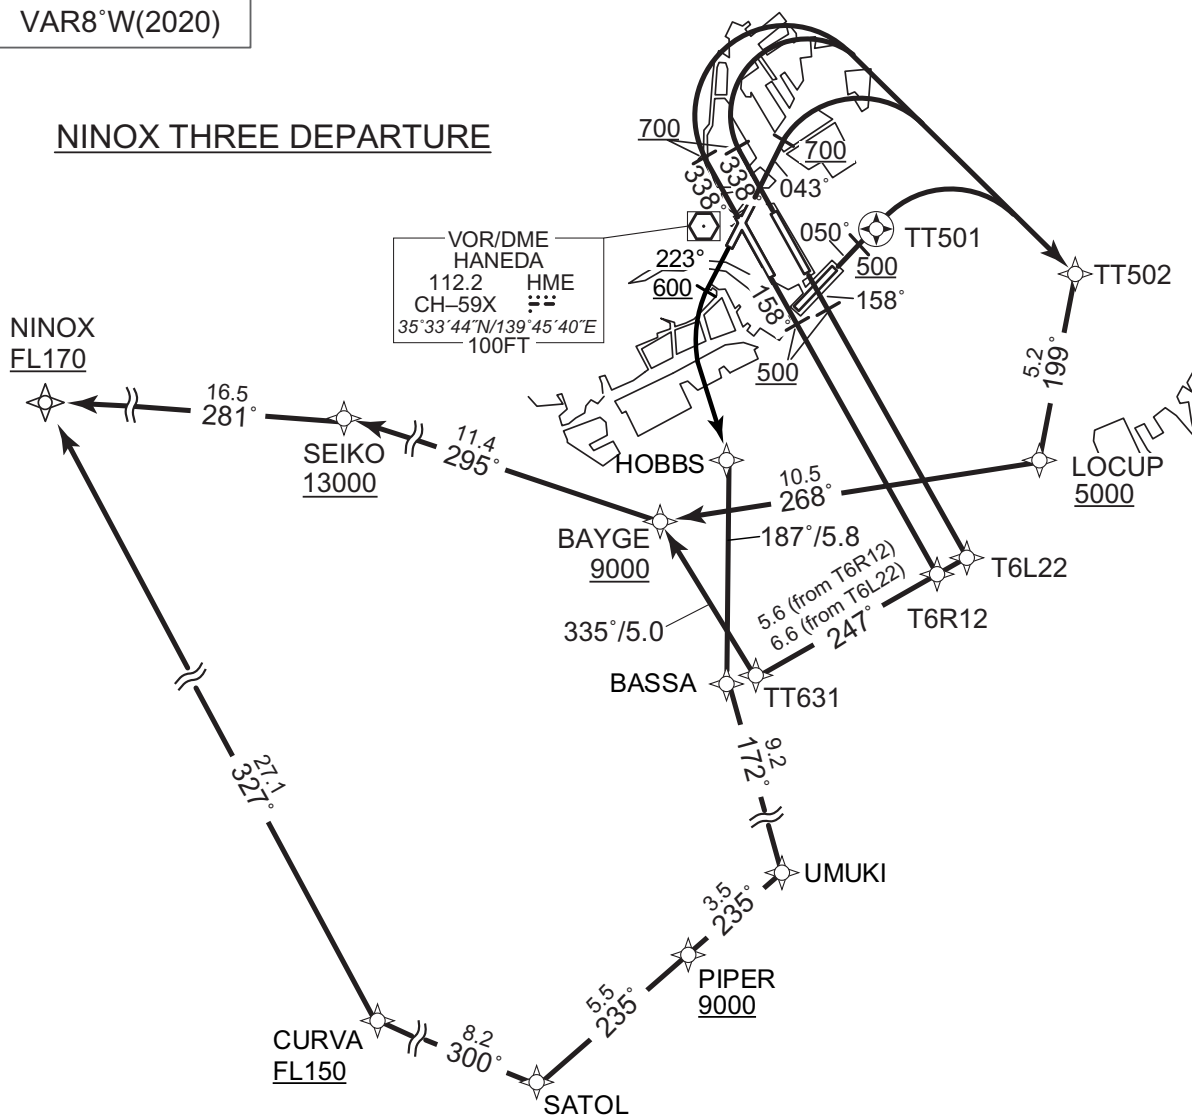 VAR8°W(2020)
NINOX THREE DEPARTURE
700
700
338°
338°
043°
VOR/DME
HANEDA
112.2 HME
CH–59X
35°33´44˝N/139°45´40˝E
100FT
223°
600
158°
050°
500
158°
500
TT501
TT502
5.2
199°
NINOX
FL170
16.5
281°
SEIKO
13000
11.4
295°
HOBBS
10.5
268°
LOCUP
5000
BAYGE
9000
187°/5.8
T6L22
T6R12
5.6 (from T6R12)
6.6 (from T6L22)
247°
335°/5.0
BASSA
TT631
9.2
172°
27.1
327°
UMUKI
3.5
235°
PIPER
9000
5.5
235°
CURVA
FL150
8.2
300°
SATOL